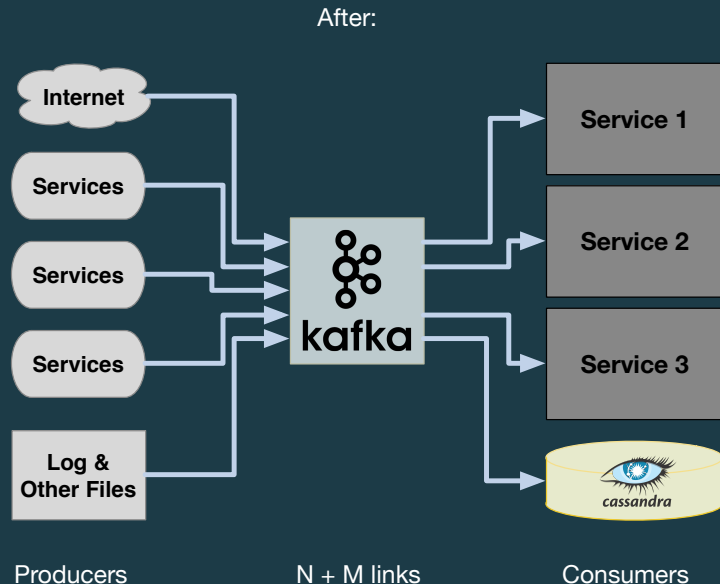 After:
Internet
Services
Services
Services
Log &
Other Files
kafka
Service 1
Service 2
Service 3
cassandra
Producers
N + M links
Consumers